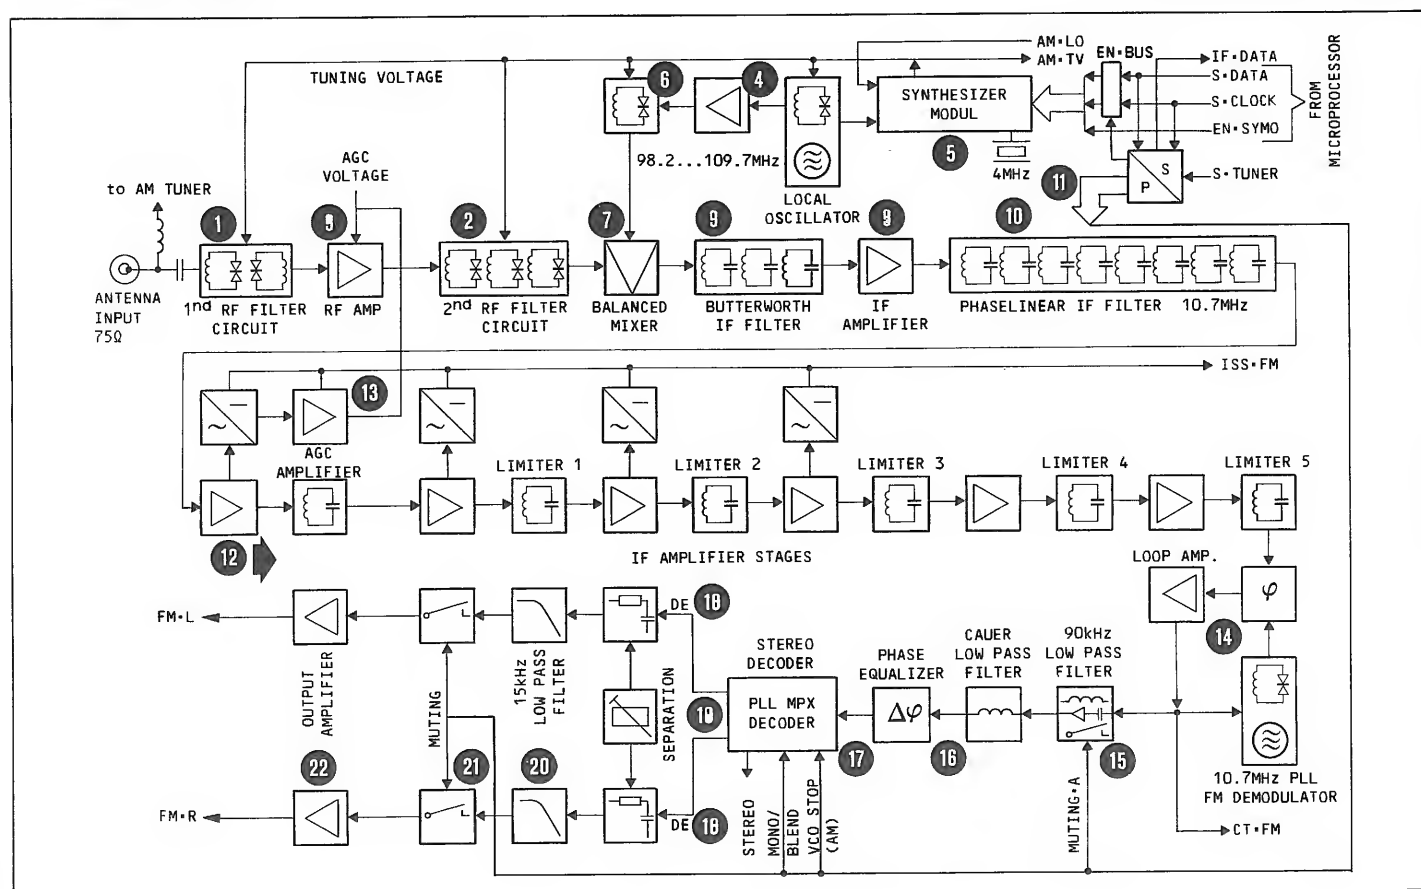 AM•LO
AM•TV
EN•BUS
IF•DATA
S•DATA
S•CLOCK
EN•SYMO
FROM
MICROPROCESSOR
TUNING VOLTAGE
6
4
SYNTHESIZER
MODUL
5
4MHz
98.2...109.7MHz
LOCAL
OSCILLATOR
11
S
P
S•TUNER
AGC
VOLTAGE
to AM TUNER
1
2
7
9
10
ANTENNA
INPUT
75Ω
1nd RF FILTER
CIRCUIT
RF AMP
2nd RF FILTER
CIRCUIT
BALANCED
MIXER
BUTTERWORTH
IF FILTER
IF
AMPLIFIER
PHASELINEAR IF FILTER 10.7MHz
ISS•FM
13
AGC
AMPLIFIER
LIMITER 1
LIMITER 2
LIMITER 3
LIMITER 4
LIMITER 5
12
IF AMPLIFIER STAGES
LOOP AMP.
φ
14
FM•L
OUTPUT
AMPLIFIER
MUTING
15kHz
LOW PASS
FILTER
DE
18
SEPARATION
STEREO
DECODER
PLL MPX
DECODER
19
PHASE
EQUALIZER
Δφ
17
CAUER
LOW PASS
FILTER
16
90kHz
LOW PASS
FILTER
15
10.7MHz PLL
FM DEMODULATOR
FM•R
22
21
20
DE
18
STEREO
MONO/
BLEND
VCO STOP
(AM)
MUTING•A
CT•FM